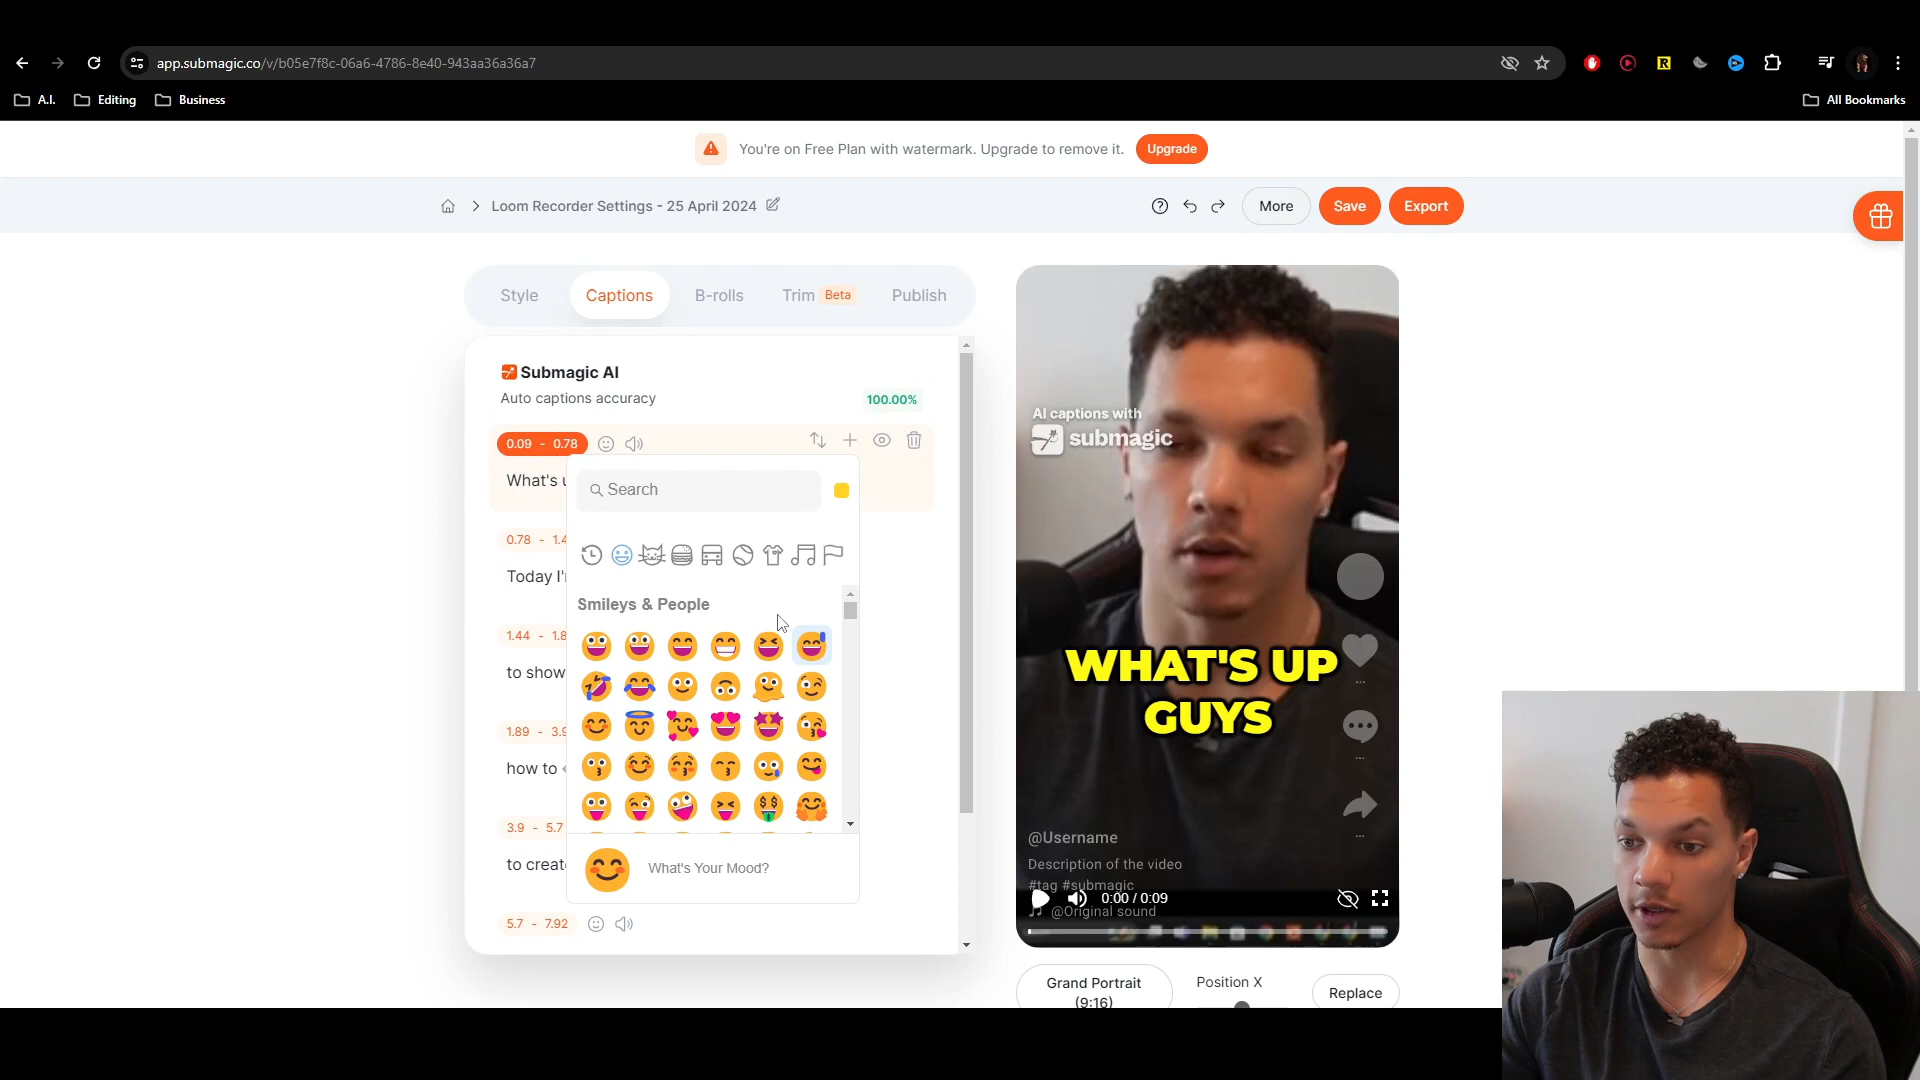 app.submagic.co/v/b05e7f8c-06a6-4786-8e40-943aa36a36a7
A.I.
Editing
Business
All Bookmarks
You're on Free Plan with watermark. Upgrade to remove it.
Upgrade
Loom Recorder Settings - 25 April 2024
More
Save
Export
Style
Captions
B-rolls
Trim
Beta
Publish
Submagic AI
Auto captions accuracy
100.00%
0.09 - 0.78
What's
Search
0.78 - 1.4
Today I'
Smileys & People
1.44 - 1.8
to show
1.89 - 3.9
how to
3.9 - 5.7
to creat
What's Your Mood?
5.7 - 7.92
AI captions with
submagic
WHAT'S UP
GUYS
@Username
Description of the video
#tag #submagic
0:00 / 0:09
@Original sound
Grand Portrait
(9:16)
Position X
Replace